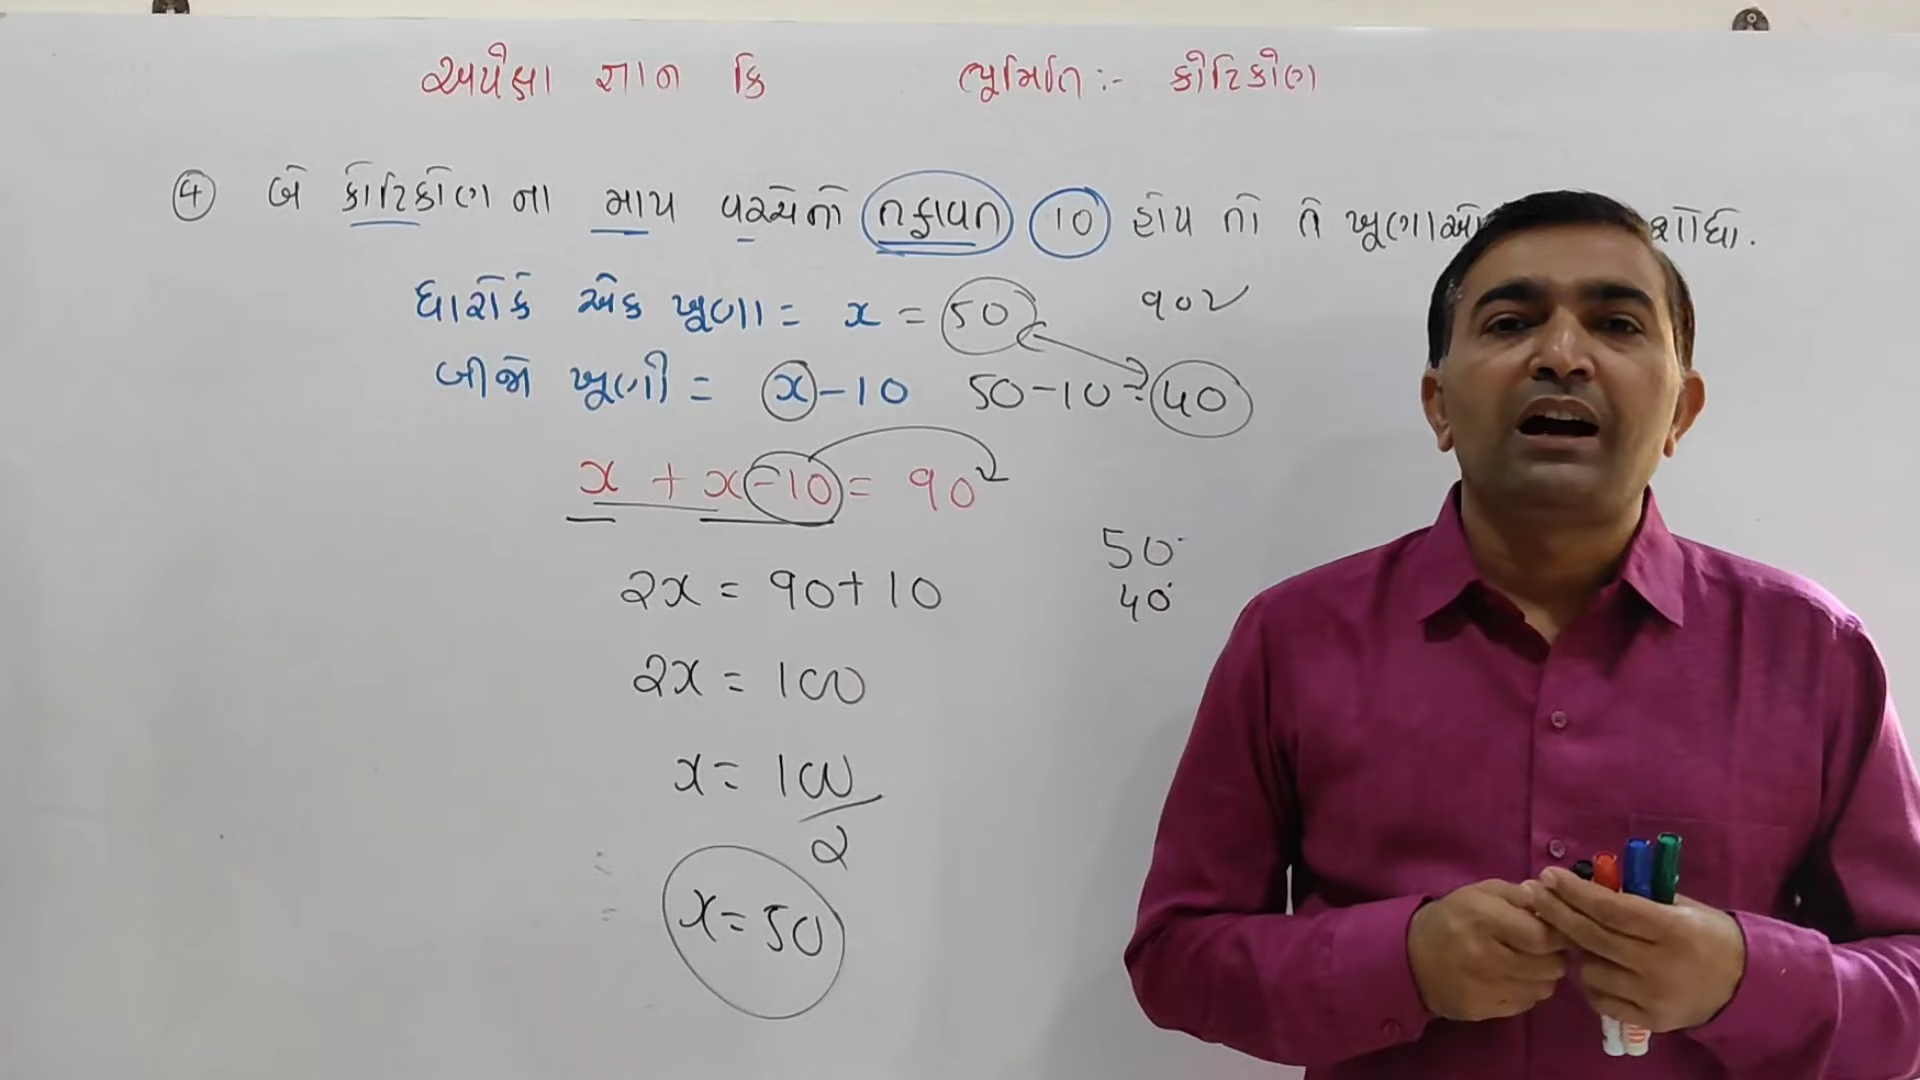 અપેક્ષા જ્ઞાન કિ
ભૂમિતિ :- કોટિકોણ
④ બે કોટિકોણ ના માપ વચ્ચેનો તફાવત 10 હોય તો તે ખૂણાઓ શોધો.
ધારોકે એક ખૂણા = x = 50 90
બીજો ખૂણો = x - 10 50 - 10 = 40
x + x - 10 = 90
2x = 90 + 10
50°
40°
2x = 100
x = 100
2
x = 50